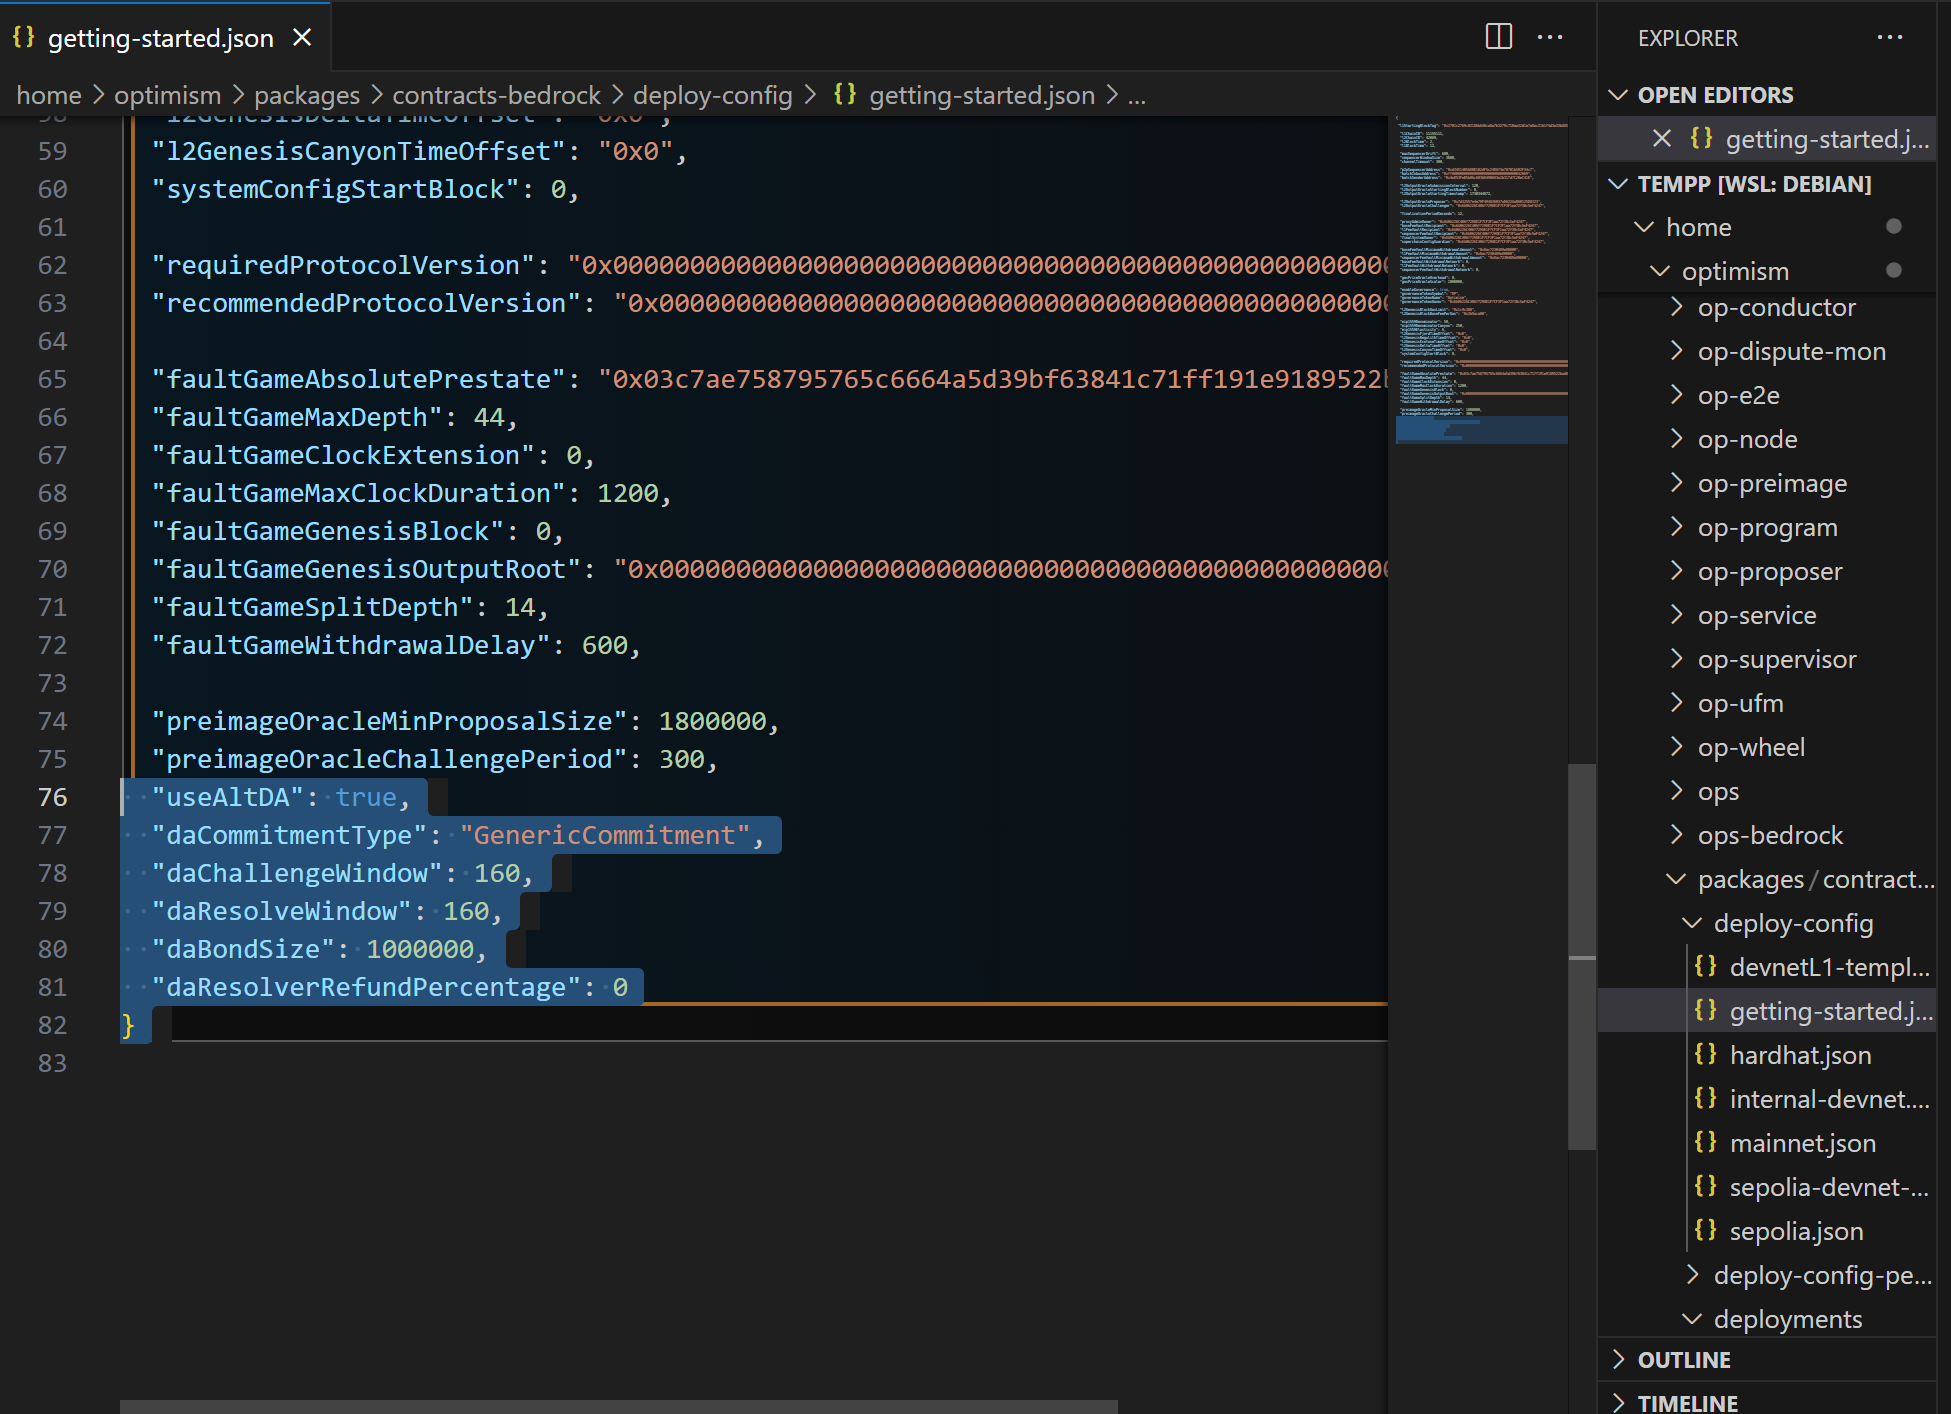 {} getting-started.json
home > optimism > packages > contracts-bedrock > deploy-config > {} getting-started.json > ...
58 "l2GenesisDeltaTimeOffset": "0x0",
59 "l2GenesisCanyonTimeOffset": "0x0",
60 "systemConfigStartBlock": 0,
61
62 "requiredProtocolVersion": "0x00000000000000000000000000000000000000000000000000
63 "recommendedProtocolVersion": "0x00000000000000000000000000000000000000000000000
64
65 "faultGameAbsolutePrestate": "0x03c7ae758795765c6664a5d39bf63841c71ff191e9189522b
66 "faultGameMaxDepth": 44,
67 "faultGameClockExtension": 0,
68 "faultGameMaxClockDuration": 1200,
69 "faultGameGenesisBlock": 0,
70 "faultGameGenesisOutputRoot": "0x00000000000000000000000000000000000000000000000
71 "faultGameSplitDepth": 14,
72 "faultGameWithdrawalDelay": 600,
73
74 "preimageOracleMinProposalSize": 1800000,
75 "preimageOracleChallengePeriod": 300,
76 "useAltDA": true,
77 "daCommitmentType": "GenericCommitment",
78 "daChallengeWindow": 160,
79 "daResolveWindow": 160,
80 "daBondSize": 1000000,
81 "daResolverRefundPercentage": 0
82 }
83
EXPLORER
OPEN EDITORS
{} getting-started.j...
TEMPP [WSL: DEBIAN]
home
optimism
op-conductor
op-dispute-mon
op-e2e
op-node
op-preimage
op-program
op-proposer
op-service
op-supervisor
op-ufm
op-wheel
ops
ops-bedrock
packages/contract...
deploy-config
{} devnetL1-templ...
{} getting-started.j...
{} hardhat.json
{} internal-devnet....
{} mainnet.json
{} sepolia-devnet-...
{} sepolia.json
deploy-config-pe...
deployments
OUTLINE
TIMELINE